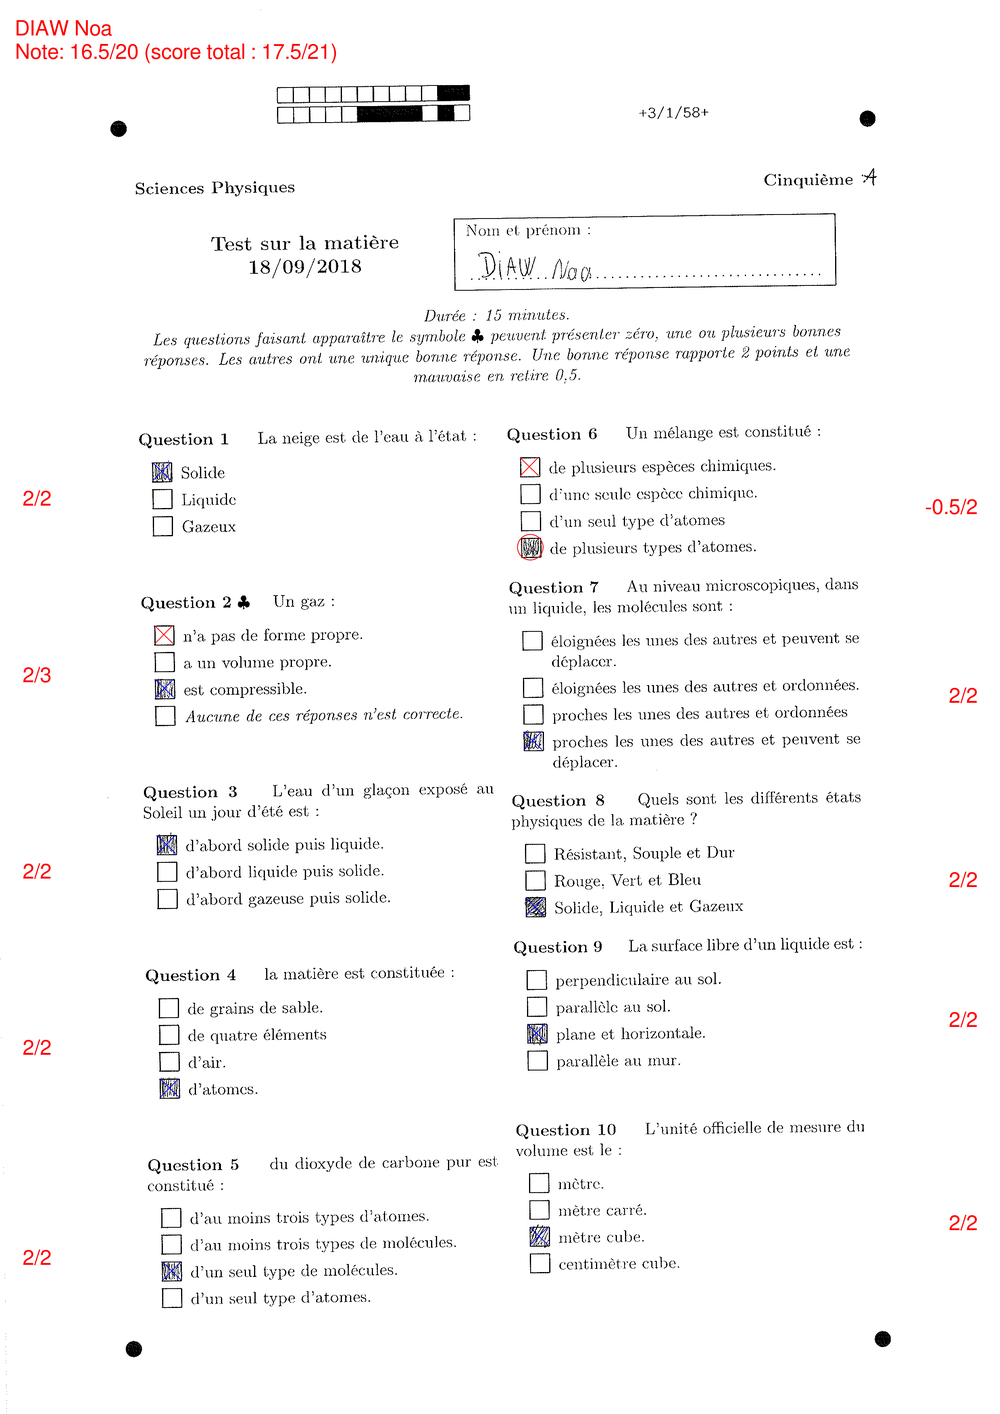 DIAW Noa
Note: 16.5/20 (score total : 17.5/21)
+3/1/58+
Sciences Physiques
Cinquième A
Test sur la matière
18/09/2018
Nom et prénom :
DiAW Noa
Durée : 15 minutes.
Les questions faisant apparaître le symbole ♣ peuvent présenter zéro, une ou plusieurs bonnes
réponses. Les autres ont une unique bonne réponse. Une bonne réponse rapporte 2 points et une
mauvaise en retire 0,5.
Question 1 La neige est de l'eau à l'état :
Solide
Liquide
Gazeux
2/2
Question 2 ♣ Un gaz :
n'a pas de forme propre.
a un volume propre.
est compressible.
Aucune de ces réponses n'est correcte.
2/3
Question 3 L'eau d'un glaçon exposé au
Soleil un jour d'été est :
d'abord solide puis liquide.
d'abord liquide puis solide.
d'abord gazeuse puis solide.
2/2
Question 4 la matière est constituée :
de grains de sable.
de quatre éléments
d'air.
d'atomes.
2/2
Question 5 du dioxyde de carbone pur est
constitué :
d'au moins trois types d'atomes.
d'au moins trois types de molécules.
d'un seul type de molécules.
d'un seul type d'atomes.
2/2
Question 6 Un mélange est constitué :
de plusieurs espèces chimiques.
d'une seule espèce chimique.
d'un seul type d'atomes
de plusieurs types d'atomes.
-0.5/2
Question 7 Au niveau microscopiques, dans
un liquide, les molécules sont :
éloignées les unes des autres et peuvent se
déplacer.
éloignées les unes des autres et ordonnées.
proches les unes des autres et ordonnées
proches les unes des autres et peuvent se
déplacer.
2/2
Question 8 Quels sont les différents états
physiques de la matière ?
Résistant, Souple et Dur
Rouge, Vert et Bleu
Solide, Liquide et Gazeux
2/2
Question 9 La surface libre d'un liquide est :
perpendiculaire au sol.
parallèle au sol.
plane et horizontale.
parallèle au mur.
2/2
Question 10 L'unité officielle de mesure du
volume est le :
mètre.
mètre carré.
mètre cube.
centimètre cube.
2/2